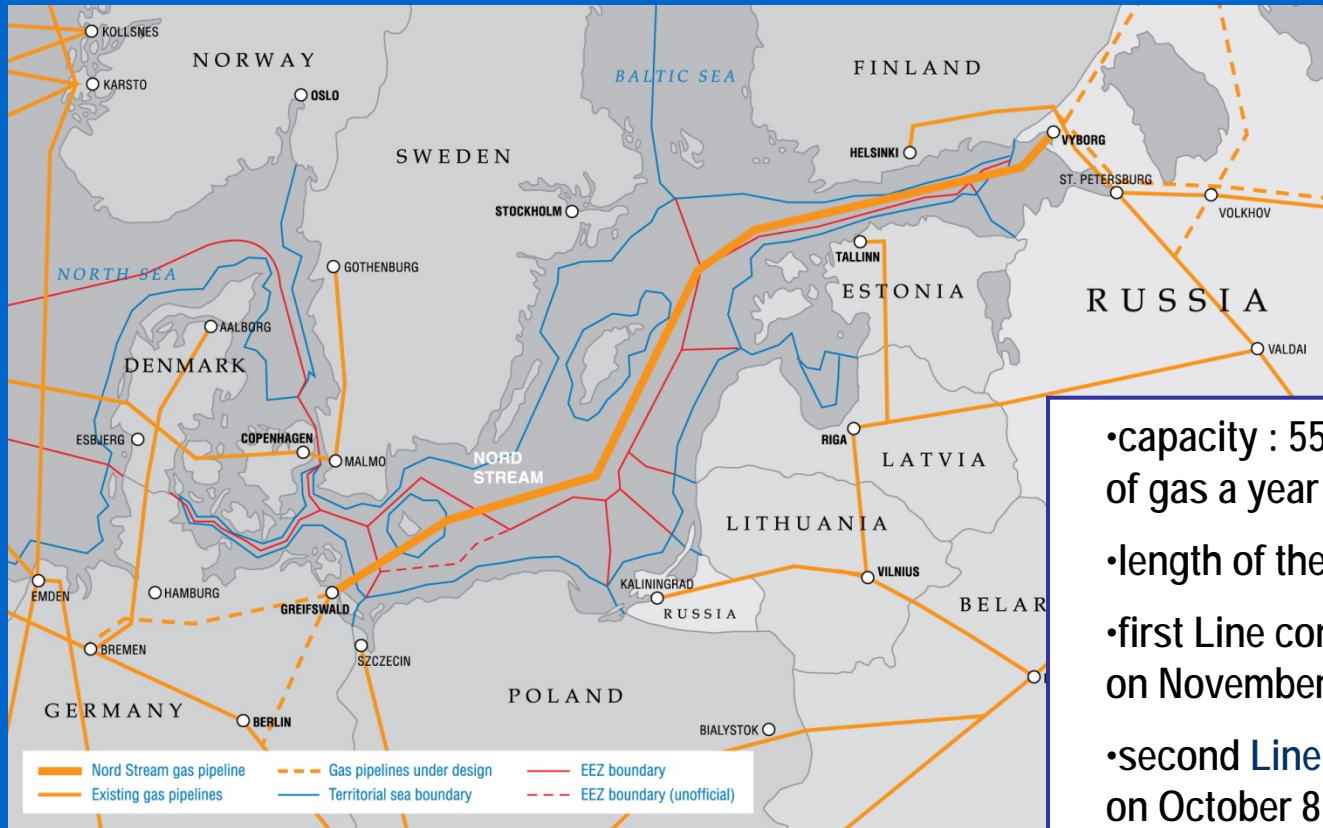 KOLLSNES
NORWAY
KARSTO
OSLO
BALTIC SEA
FINLAND
HELSINKI
VYBORG
SWEDEN
STOCKHOLM
ST. PETERSBURG
VOLKHOV
NORTH SEA
GOTHENBURG
TALLINN
ESTONIA
RUSSIA
AALBORG
DENMARK
VALDAI
ESBJERG
COPENHAGEN
MALMO
NORD
STREAM
RIGA
LATVIA
LITHUANIA
VILNIUS
EMDEN
HAMBURG
GREIFSWALD
KALININGRAD
RUSSIA
BREMEN
SZCZECIN
GERMANY
BERLIN
POLAND
BIALYSTOK
Nord Stream gas pipeline
Existing gas pipelines
Gas pipelines under design
Territorial sea boundary
EEZ boundary
EEZ boundary (unofficial)
•capacity : 55
of gas a year
•length of the
•first Line
on November
•second Line
on October 8